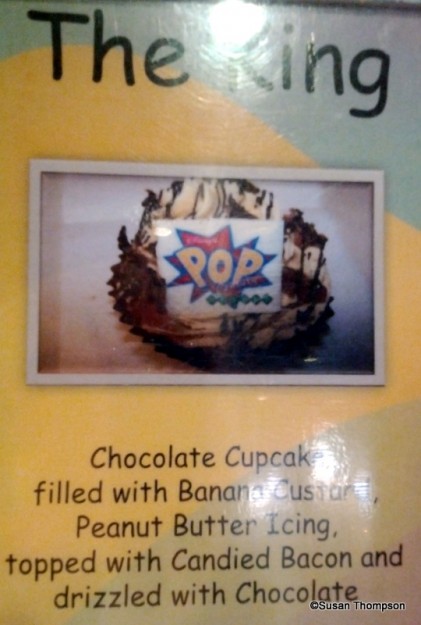 The King
POP
Chocolate Cupcake
filled with Banana Custard,
Peanut Butter Icing,
topped with Candied Bacon and
drizzled with Chocolate
©Susan Thompson